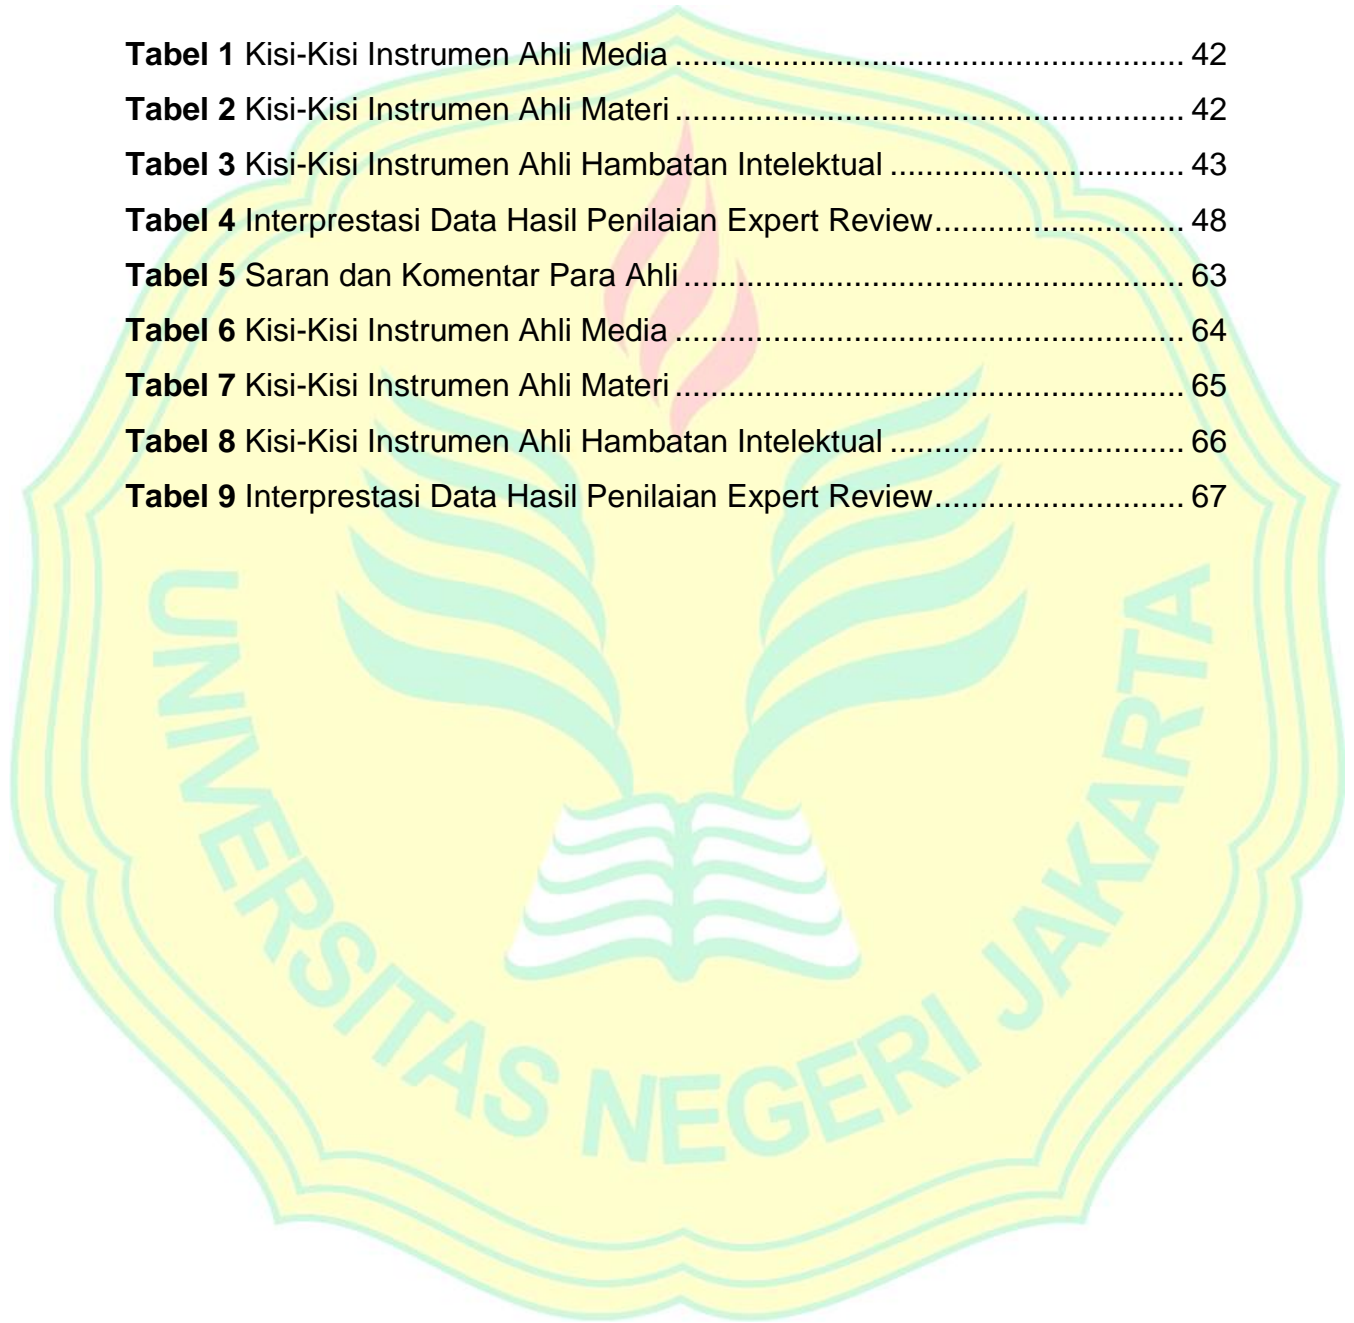 Tabel 1 Kisi-Kisi Instrumen Ahli Media ........................................................ 42
Tabel 2 Kisi-Kisi Instrumen Ahli Materi ........................................................ 42
Tabel 3 Kisi-Kisi Instrumen Ahli Hambatan Intelektual ................................ 43
Tabel 4 Interprestasi Data Hasil Penilaian Expert Review ........................... 48
Tabel 5 Saran dan Komentar Para Ahli ....................................................... 63
Tabel 6 Kisi-Kisi Instrumen Ahli Media ........................................................ 64
Tabel 7 Kisi-Kisi Instrumen Ahli Materi ........................................................ 65
Tabel 8 Kisi-Kisi Instrumen Ahli Hambatan Intelektual ................................ 66
Tabel 9 Interprestasi Data Hasil Penilaian Expert Review ........................... 67
UNIVERSITAS NEGERI JAKARTA